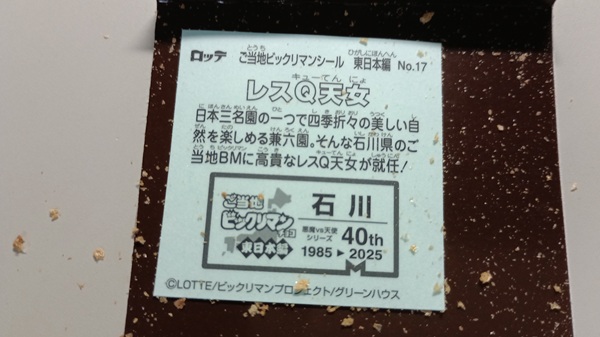 ロッテ ご当地ビックリマンシール 東日本編 No.17
レスQ天女
日本三名園の一つで四季折々の美しい自
然を楽しめる兼六園。そんな石川県のご
当地BMに高貴なレスQ天女が就任!
ご当地
ビックリマン
チョコ
東日本編
石川
悪魔vs天使
シリーズ
40th
1985▶2025
©LOTTE/ビックリマンプロジェクト/グリーンハウス